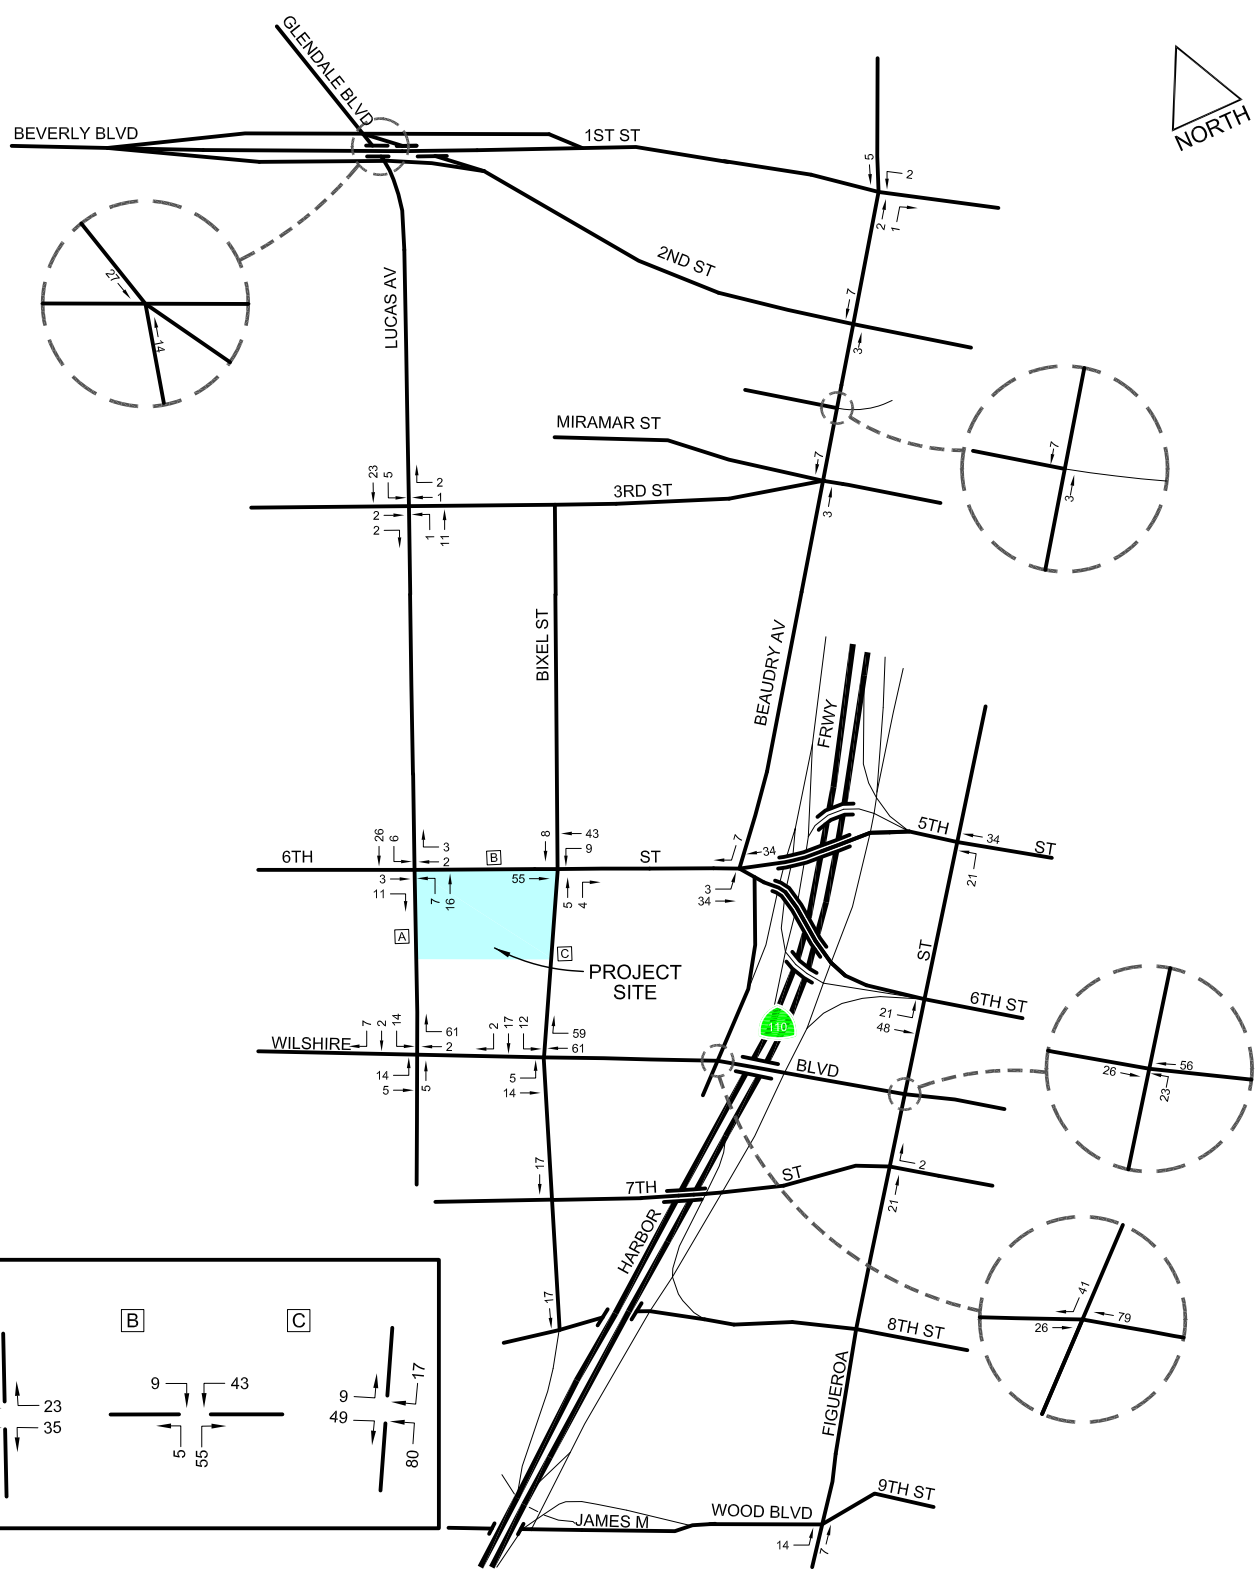 GLENDALE BLVD
BEVERLY BLVD
1ST ST
NORTH
5
2
2
1
27
14
LUCAS AV
2ND ST
7
3
MIRAMAR ST
7
3
7
3
23
5
2
1
3RD ST
2
2
1
11
BIXEL ST
BEAUDRY AV
FRWY
26
6
3
2
8
43
9
7
34
5TH
ST
34
21
6TH
B
ST
3
11
7
16
55
5
4
3
34
A
C
PROJECT
SITE
ST
6TH ST
21
48
110
7
2
14
61
2
2
17
12
59
61
WILSHIRE
BLVD
14
5
5
5
14
56
26
23
17
7TH
ST
2
21
HARBOR
17
8TH ST
41
79
26
FIGUEROA
B
C
23
35
9
43
5
55
9
49
17
80
9TH ST
WOOD BLVD
JAMES M
14
7